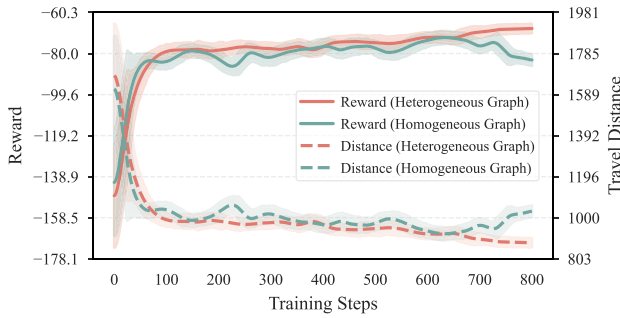 −60.3
−80.0
−99.6
−119.2
−138.9
−158.5
−178.1
Reward
1981
1785
1589
1392
1196
1000
803
Travel Distance
Reward (Heterogeneous Graph)
Reward (Homogeneous Graph)
Distance (Heterogeneous Graph)
Distance (Homogeneous Graph)
0 100 200 300 400 500 600 700 800
Training Steps